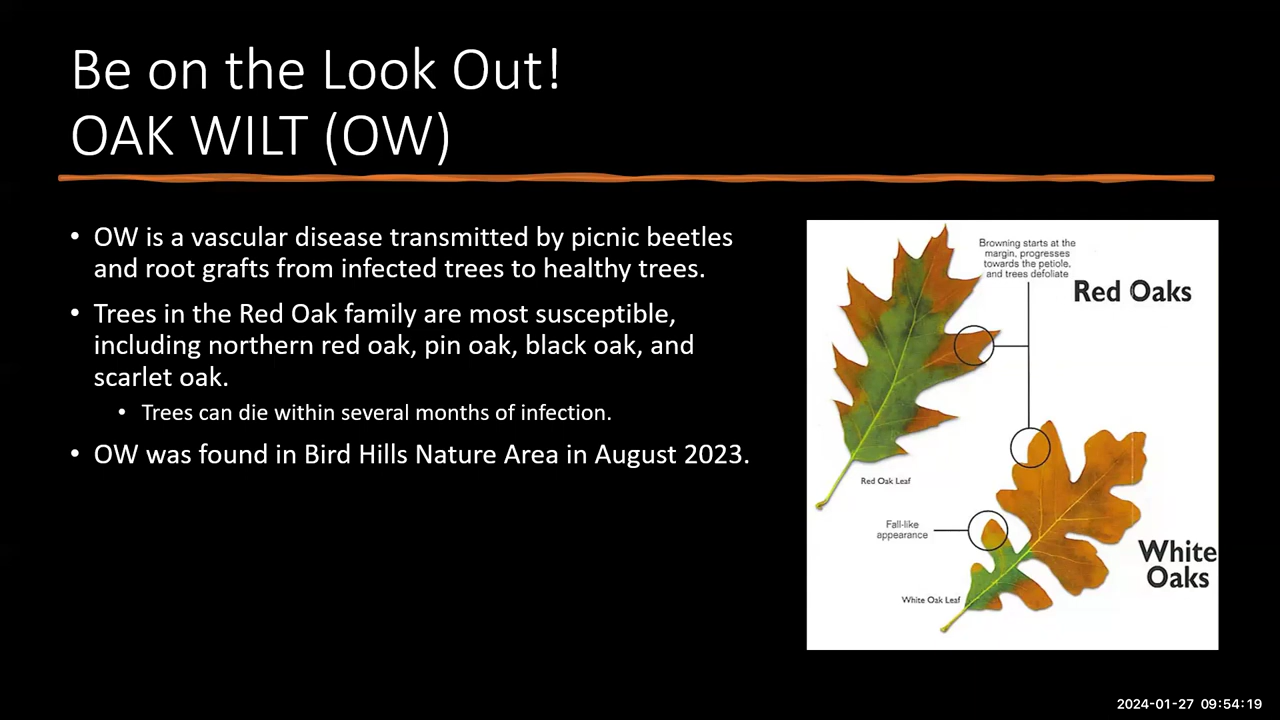 Be on the Look Out!
OAK WILT (OW)
• OW is a vascular disease transmitted by picnic beetles
and root grafts from infected trees to healthy trees.
• Trees in the Red Oak family are most susceptible,
including northern red oak, pin oak, black oak, and
scarlet oak.
• Trees can die within several months of infection.
• OW was found in Bird Hills Nature Area in August 2023.
Browning starts at the
margin, progresses
towards the petiole,
and trees defoliate
Red Oaks
Red Oak Leaf
Fall-like
appearance
White
Oaks
White Oak Leaf
2024-01-27 09:54:19